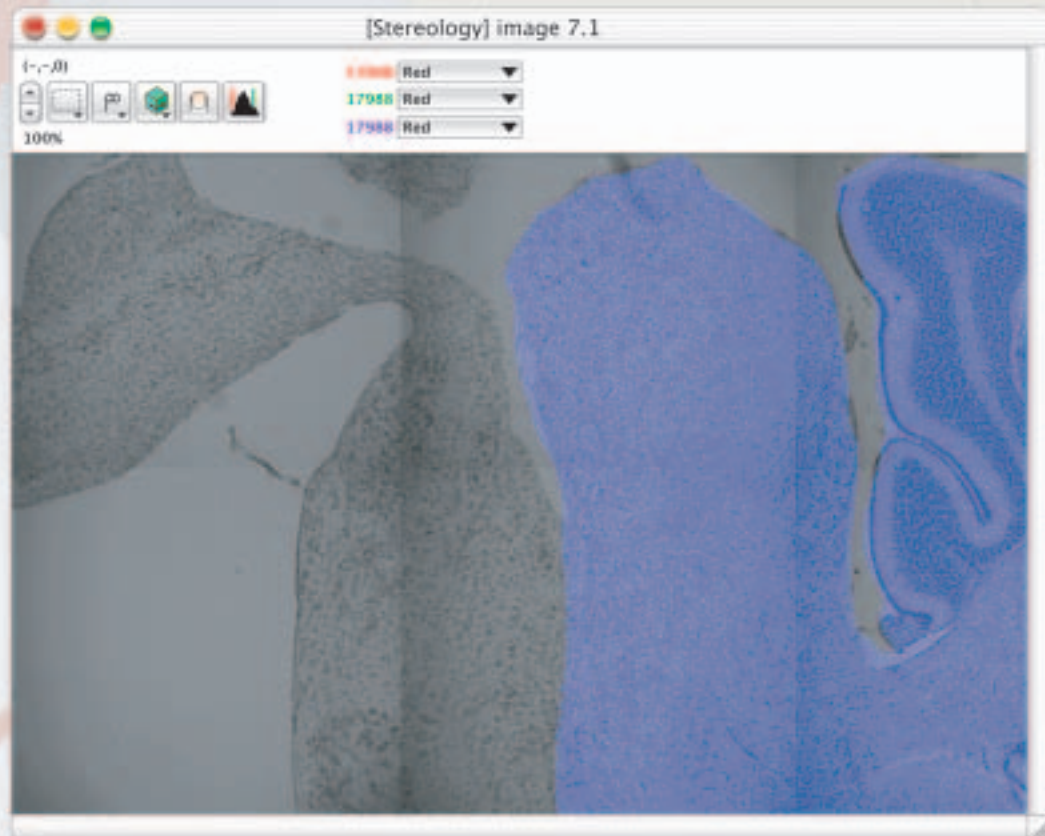 [Stereology] image 7.1
(-,-,0)
Red
17988 Red
17988 Red
100%